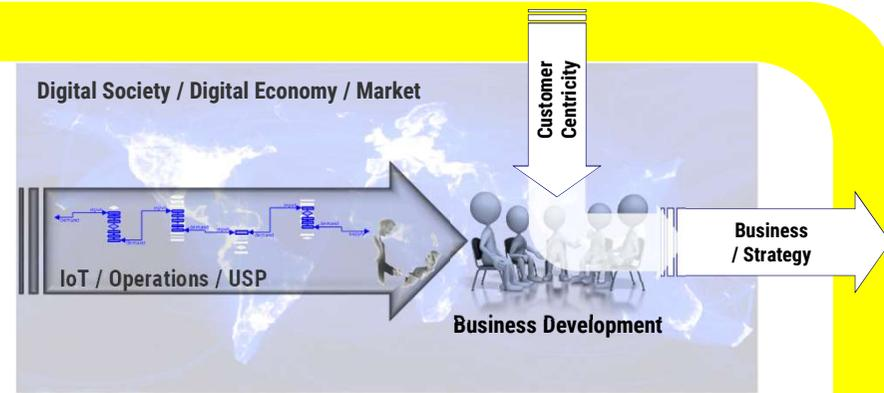 Digital Society / Digital Economy / Market
Customer
Centricity
IoT / Operations / USP
Business
/ Strategy
Business Development